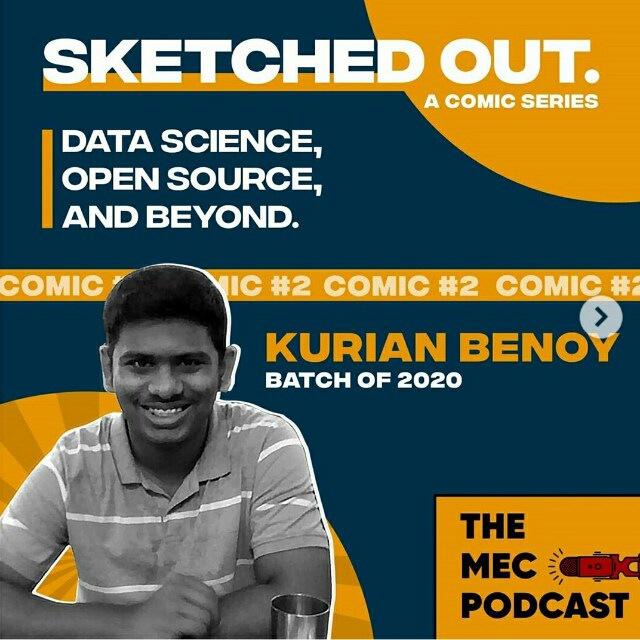 SKETCHED OUT.
A COMIC SERIES
DATA SCIENCE,
OPEN SOURCE,
AND BEYOND.
COMIC #2 COMIC #2 COMIC #2
KURIAN BENOY
BATCH OF 2020
THE
MEC
PODCAST